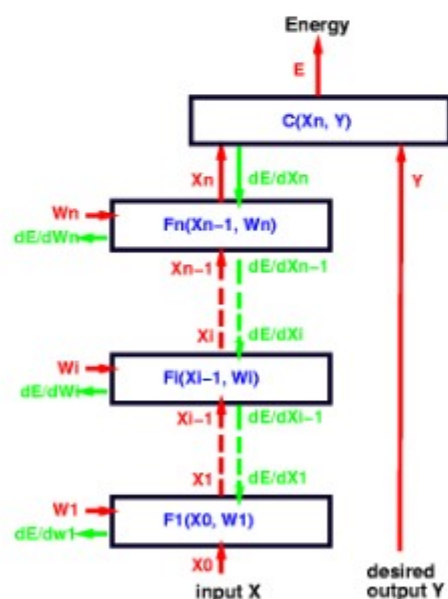 Energy
E
C(Xn, Y)
Xn
dE/dXn
Y
Wn
Fn(Xn-1, Wn)
dE/dWn
Xn-1
dE/dXn-1
Xi
dE/dXi
Wi
Fi(Xi-1, Wi)
dE/dWi
Xi-1
dE/dXi-1
X1
dE/dX1
W1
F1(X0, W1)
dE/dw1
X0
input X
desired
output Y